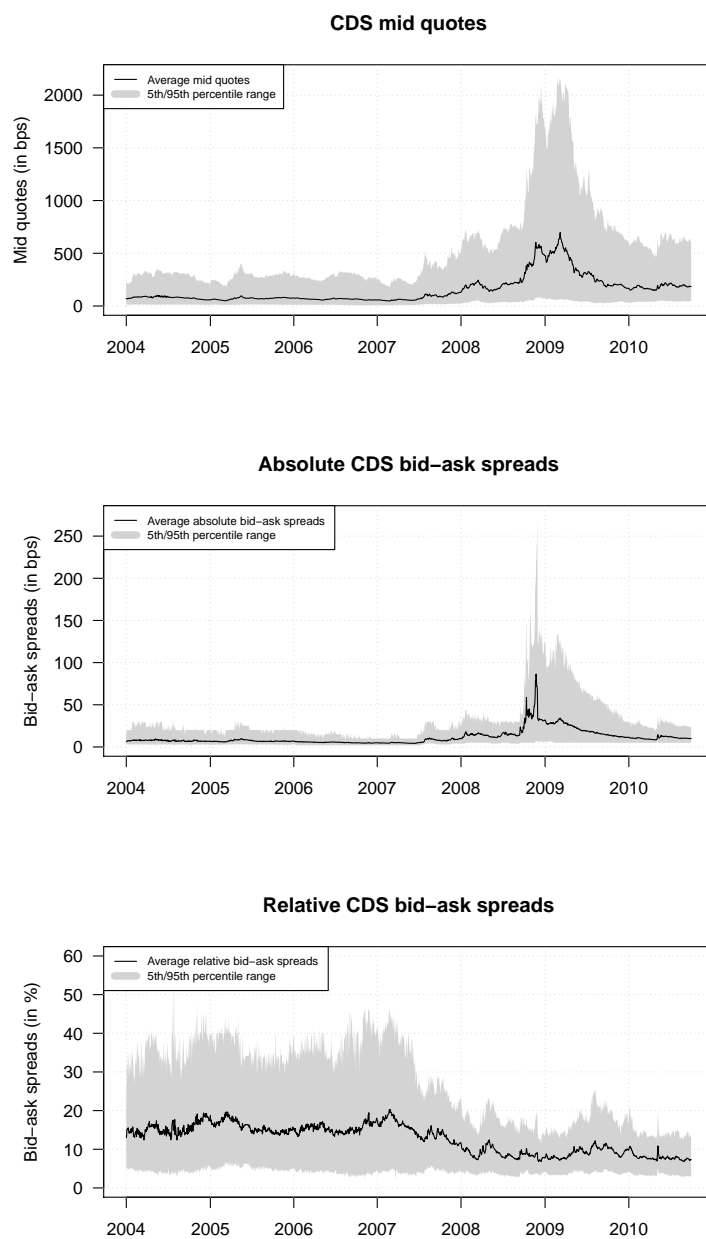 CDS mid quotes
Average mid quotes
5th/95th percentile range
Mid quotes (in bps)
2000
1500
1000
500
0
2004 2005 2006 2007 2008 2009 2010
Absolute CDS bid−ask spreads
Average absolute bid−ask spreads
5th/95th percentile range
Bid−ask spreads (in bps)
250
200
150
100
50
0
2004 2005 2006 2007 2008 2009 2010
Relative CDS bid−ask spreads
Average relative bid−ask spreads
5th/95th percentile range
Bid−ask spreads (in %)
60
50
40
30
20
10
0
2004 2005 2006 2007 2008 2009 2010